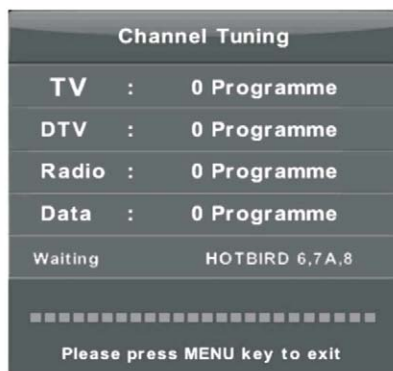 Channel Tuning
TV : 0 Programme
DTV : 0 Programme
Radio : 0 Programme
Data : 0 Programme
Waiting HOTBIRD 6,7A,8
Please press MENU key to exit